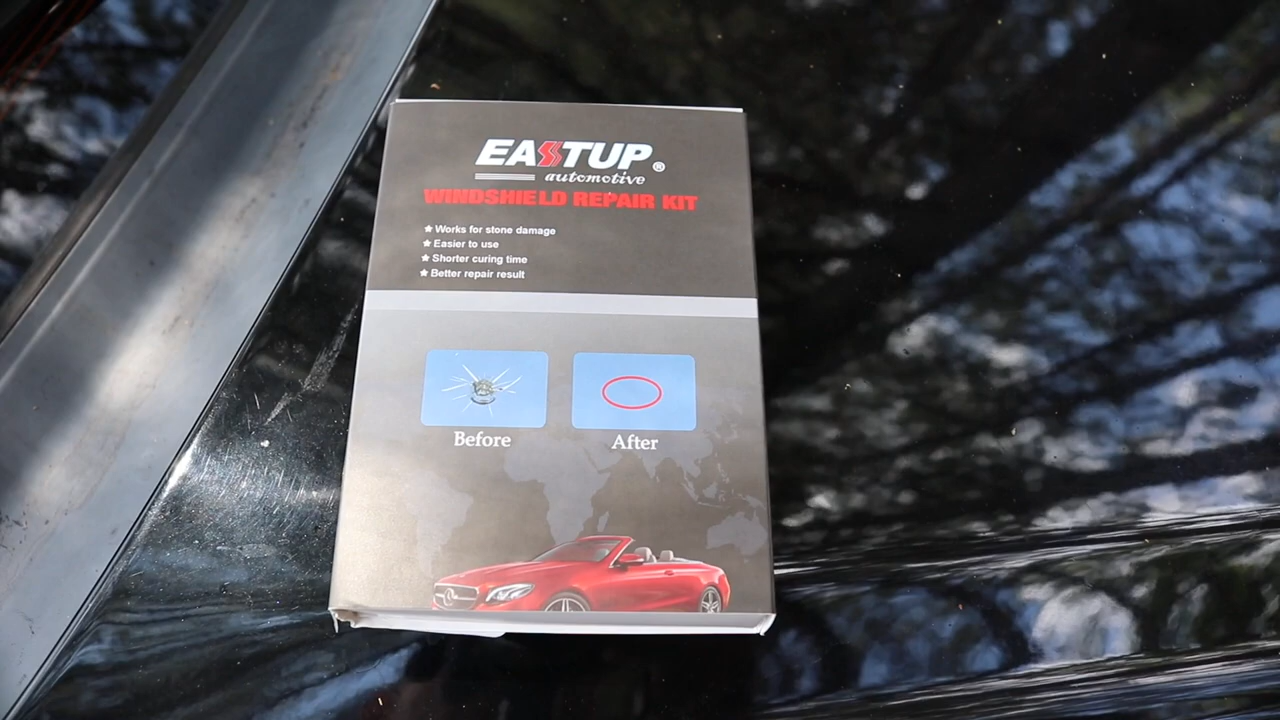 EASTUP®
automotive
WINDSHIELD REPAIR KIT
★ Works for stone damage
★ Easier to use
★ Shorter curing time
★ Better repair result
Before After